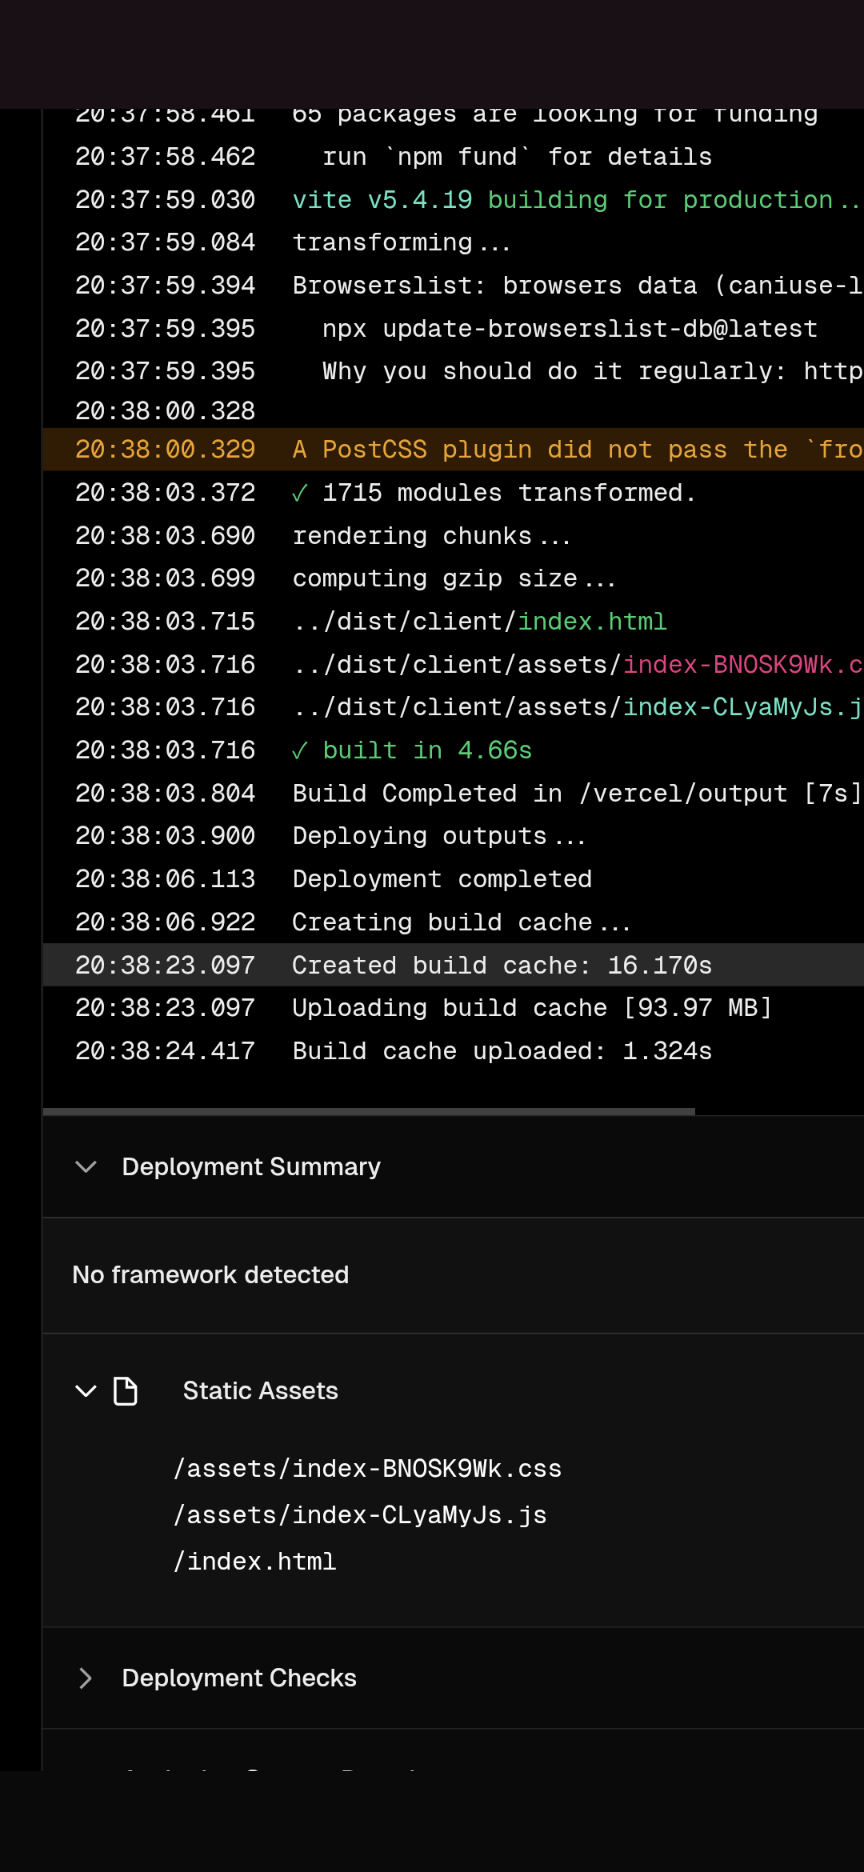 20:37:58.461 65 packages are looking for funding
20:37:58.462 run `npm fund` for details
20:37:59.030 vite v5.4.19 building for production..
20:37:59.084 transforming...
20:37:59.394 Browserslist: browsers data (caniuse-l
20:37:59.395 npx update-browserslist-db@latest
20:37:59.395 Why you should do it regularly: http
20:38:00.328
20:38:00.329 A PostCSS plugin did not pass the `fro
20:38:03.372 ✓ 1715 modules transformed.
20:38:03.690 rendering chunks...
20:38:03.699 computing gzip size...
20:38:03.715 ../dist/client/index.html
20:38:03.716 ../dist/client/assets/index-BNOSK9Wk.c
20:38:03.716 ../dist/client/assets/index-CLyaMyJs.j
20:38:03.716 ✓ built in 4.66s
20:38:03.804 Build Completed in /vercel/output [7s]
20:38:03.900 Deploying outputs...
20:38:06.113 Deployment completed
20:38:06.922 Creating build cache...
20:38:23.097 Created build cache: 16.170s
20:38:23.097 Uploading build cache [93.97 MB]
20:38:24.417 Build cache uploaded: 1.324s
Deployment Summary
No framework detected
Static Assets
/assets/index-BNOSK9Wk.css
/assets/index-CLyaMyJs.js
/index.html
Deployment Checks